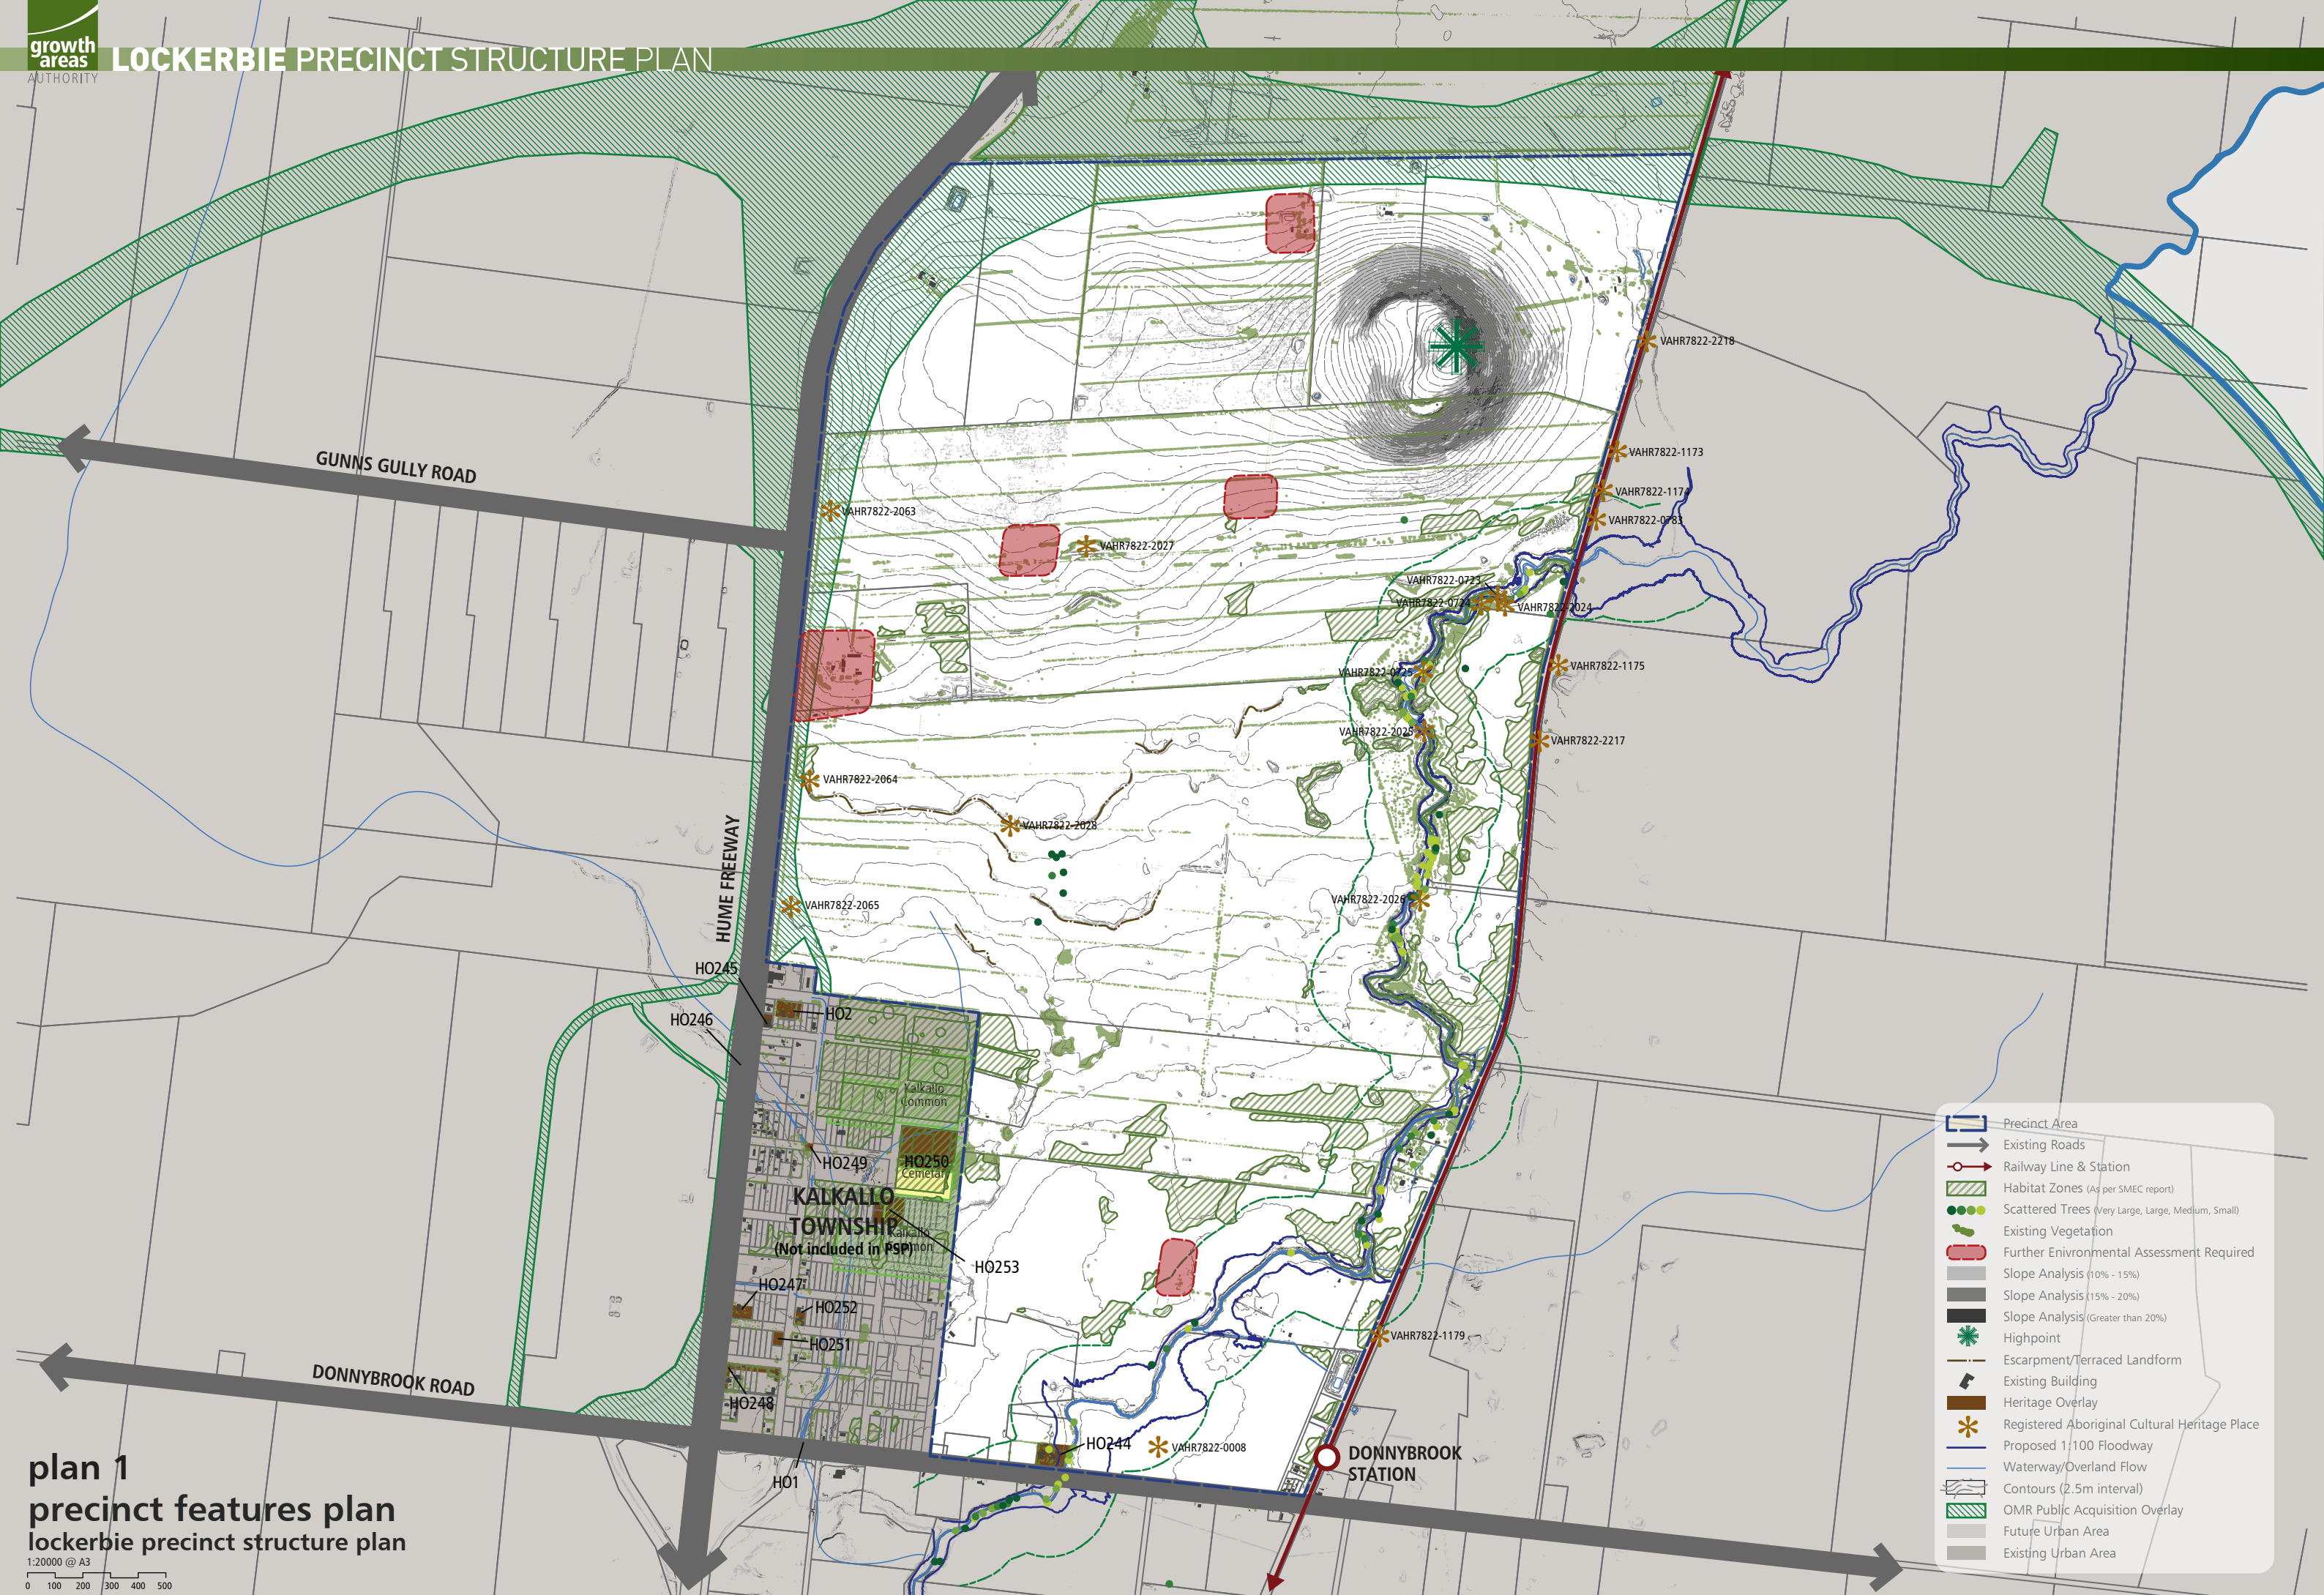 growth
areas
AUTHORITY
LOCKERBIE PRECINCT STRUCTURE PLAN
VAHR7822-2218
GUNNS GULLY ROAD
VAHR7822-1173
VAHR7822-1174
VAHR7822-2063
VAHR7822-0783
VAHR7822-2027
VAHR7822-0723
VAHR7822-0724
VAHR7822-2024
VAHR7822-0725
VAHR7822-1175
VAHR7822-2025
VAHR7822-2217
VAHR7822-2064
VAHR7822-2028
HUME FREEWAY
VAHR7822-2026
VAHR7822-2065
HO245
HO2
HO246
Kalkallo
Common
HO249
HO250
Cemetary
KALKALLO
TOWNSHIP
(Not included in PSP)
Kalkallo
Common
HO253
HO247
HO252
HO251
HO248
VAHR7822-1179
DONNYBROOK ROAD
HO244
VAHR7822-0008
HO1
DONNYBROOK
STATION
Precinct Area
Existing Roads
Railway Line & Station
Habitat Zones (As per SMEC report)
Scattered Trees (Very Large, Large, Medium, Small)
Existing Vegetation
Further Enivronmental Assessment Required
Slope Analysis (10% - 15%)
Slope Analysis (15% - 20%)
Slope Analysis (Greater than 20%)
Highpoint
Escarpment/Terraced Landform
Existing Building
Heritage Overlay
Registered Aboriginal Cultural Heritage Place
Proposed 1:100 Floodway
Waterway/Overland Flow
Contours (2.5m interval)
OMR Public Acquisition Overlay
Future Urban Area
Existing Urban Area
plan 1
precinct features plan
lockerbie precinct structure plan
1:20000 @ A3
0 100 200 300 400 500